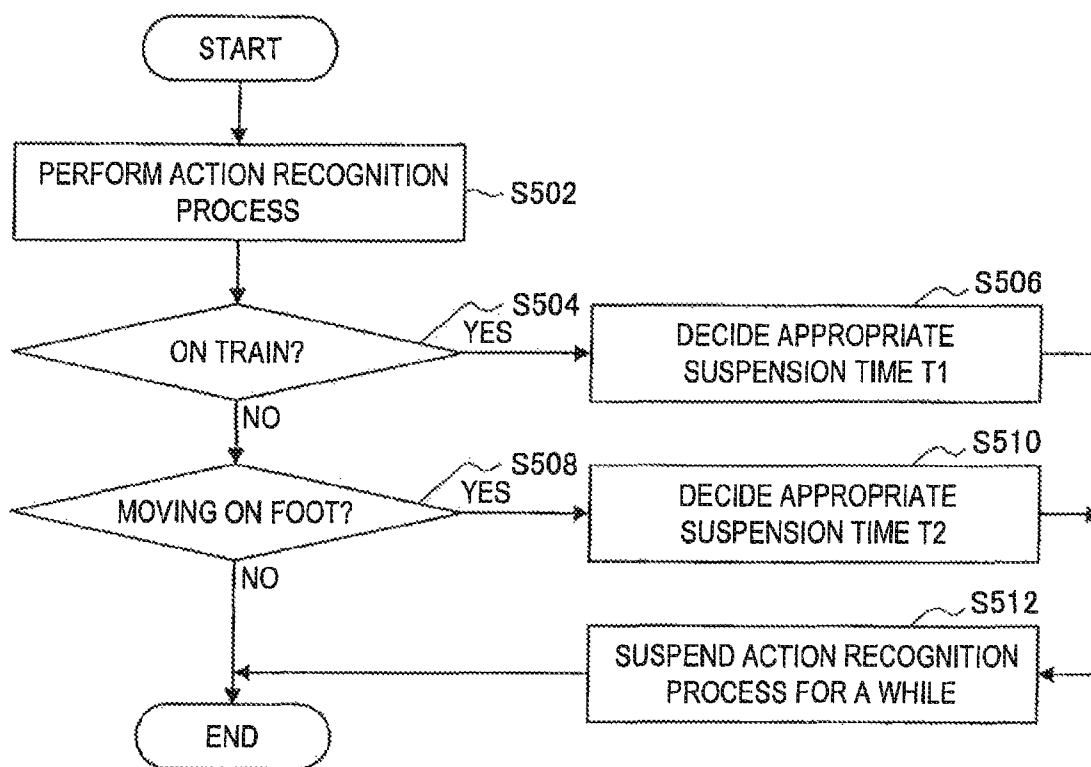 START
PERFORM ACTION RECOGNITION
PROCESS
S502
S504
ON TRAIN?
YES
NO
S506
DECIDE APPROPRIATE
SUSPENSION TIME T1
S508
MOVING ON FOOT?
YES
NO
S510
DECIDE APPROPRIATE
SUSPENSION TIME T2
S512
SUSPEND ACTION RECOGNITION
PROCESS FOR A WHILE
END